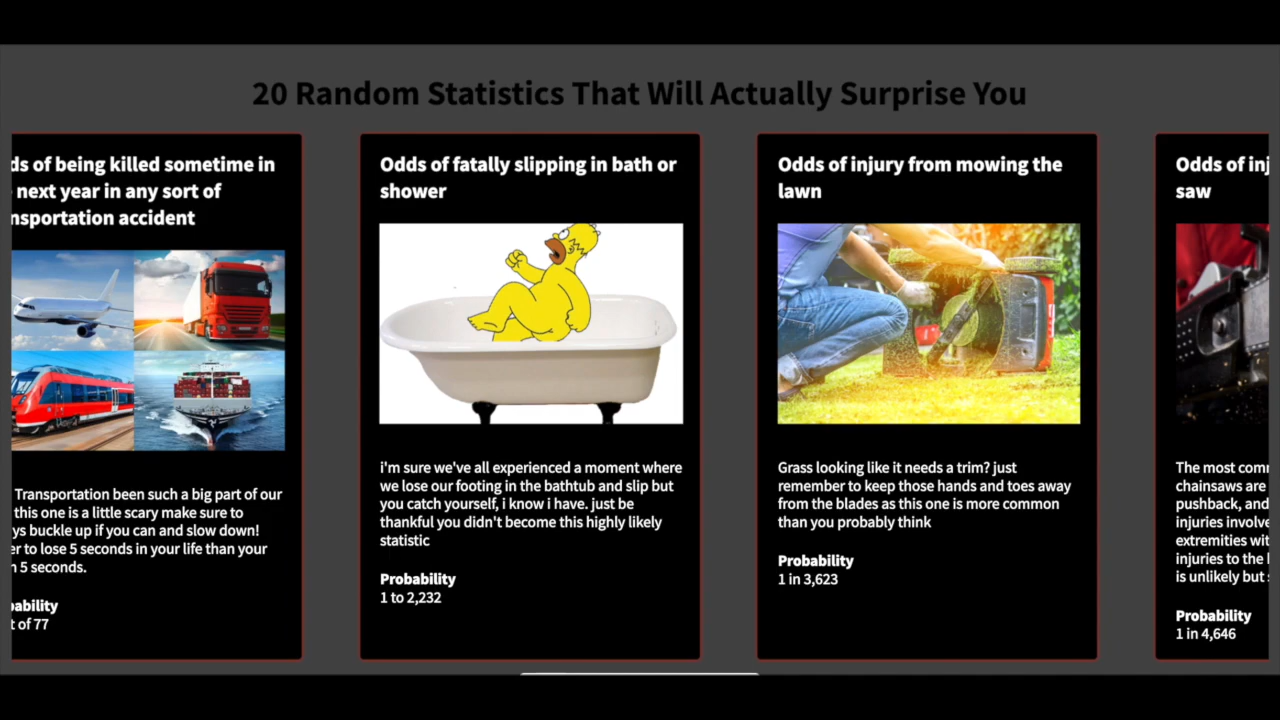 20 Random Statistics That Will Actually Surprise You
ds of being killed sometime in
next year in any sort of
nsportation accident
Transportation been such a big part of our
this one is a little scary make sure to
ys buckle up if you can and slow down!
er to lose 5 seconds in your life than your
n 5 seconds.
bability
t of 77
Odds of fatally slipping in bath or
shower
i'm sure we've all experienced a moment where
we lose our footing in the bathtub and slip but
you catch yourself, i know i have. just be
thankful you didn't become this highly likely
statistic
Probability
1 to 2,232
Odds of injury from mowing the
lawn
Grass looking like it needs a trim? just
remember to keep those hands and toes away
from the blades as this one is more common
than you probably think
Probability
1 in 3,623
Odds of inj
saw
The most com
chainsaws are
pushback, and
injuries involve
extremities wit
injuries to the
is unlikely but
Probability
1 in 4,646